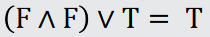 (F ∧ F) ∨ T = T